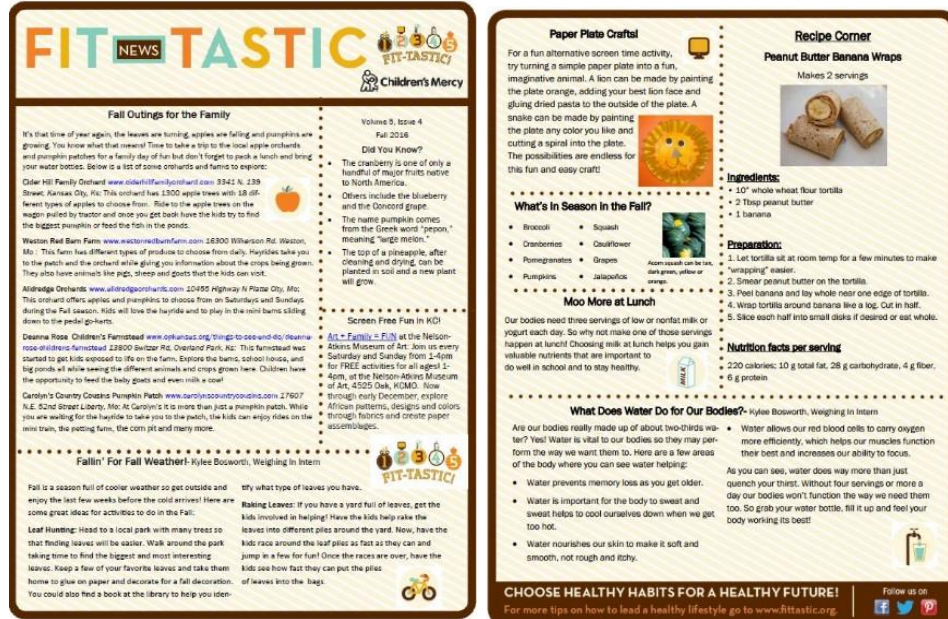 FIT NEWS TASTIC
1 2 3 4 5
FIT-TASTIC!
Children's Mercy
Fall Outings for the Family
It's that time of year again, the leaves are turning, apples are falling and pumpkins are
growing. You know what that means! Time to take a trip to the local apple orchards
and pumpkin patches for a family day of fun but don't forget to pack a lunch and bring
your water bottles. Below is a list of some orchards and farms to explore:
Cider Hill Family Orchard www.ciderhillfamilyorchard.com 3341 N. 139
Street, Kansas City, Ks: This orchard has 1300 apple trees with 18 dif-
ferent types of apples to choose from. Ride to the apple trees on the
wagon pulled by tractor and once you get back have the kids try to find
the biggest pumpkin or feed the fish in the ponds.
Weston Red Barn Farm www.westonredbarnfarm.com 16300 Wilkerson Rd, Weston,
Mo : This farm has different types of produce to choose from daily. Hayrides take you
to the patch and the orchard while giving you information about the crops being grown.
They also have animals like pigs, sheep and goats that the kids can visit.
Alldredge Orchards www.alldredgeorchards.com 10455 Highway N Platte City, Mo:
This orchard offers apples and pumpkins to choose from on Saturdays and Sundays
during the Fall season. Kids will love the hayride and to play in the mini barns sliding
down to the pedal go-karts.
Deanna Rose Children's Farmstead www.opkansas.org/things-to-see-and-do/deanna-
rose-childrens-farmstead 13800 Switzer Rd, Overland Park, Ks: This farmstead was
started to get kids exposed to life on the farm. Explore the barns, school house, and
big ponds all while seeing the different animals and crops grown here. Children have
the opportunity to feed the baby goats and even milk a cow!
Carolyn's Country Cousins Pumpkin Patch www.carolynscountrycousins.com 17607
N.E. 52nd Street Liberty, Mo: At Carolyn's it is more than just a pumpkin patch. While
you are waiting for the hayride to take you to the patch, the kids can enjoy rides on the
mini train, the petting farm, the corn pit and many more.
Volume 5, Issue 4
Fall 2016
Did You Know?
• The cranberry is one of only a
handful of major fruits native
to North America.
• Others include the blueberry
and the Concord grape.
• The name pumpkin comes
from the Greek word "pepon,"
meaning "large melon."
• The top of a pineapple, after
cleaning and drying, can be
planted in soil and a new plant
will grow.
Screen Free Fun in KC!
Art + Family = FUN at the Nelson-
Atkins Museum of Art: Join us every
Saturday and Sunday from 1-4pm
for FREE activities for all ages! 1-
4pm, at the Nelson-Atkins Museum
of Art, 4525 Oak, KCMO. Now
through early December, explore
African patterns, designs and colors
through fabrics and create paper
assemblages.
1 2 3 4 5
FIT-TASTIC!
Fallin' For Fall Weather!- Kylee Bosworth, Weighing In Intern
Fall is a season full of cooler weather so get outside and
enjoy the last few weeks before the cold arrives! Here are
some great ideas for activities to do in the Fall:
Leaf Hunting: Head to a local park with many trees so
that finding leaves will be easier. Walk around the park
taking time to find the biggest and most interesting
leaves. Keep a few of your favorite leaves and take them
home to glue on paper and decorate for a fall decoration.
You could also find a book at the library to help you iden-
tify what type of leaves you have.
Raking Leaves: If you have a yard full of leaves, get the
kids involved in helping! Have the kids help rake the
leaves into different piles around the yard. Now, have the
kids race around the leaf piles as fast as they can and
jump in a few for fun! Once the races are over, have the
kids see how fast they can put the piles
of leaves into the bags.
Paper Plate Crafts!
For a fun alternative screen time activity,
try turning a simple paper plate into a fun,
imaginative animal. A lion can be made by painting
the plate orange, adding your best lion face and
gluing dried pasta to the outside of the plate. A
snake can be made by painting
the plate any color you like and
cutting a spiral into the plate.
The possibilities are endless for
this fun and easy craft!
What's In Season in the Fall?
• Broccoli
• Cranberries
• Pomegranates
• Pumpkins
• Squash
• Cauliflower
• Grapes
• Jalapeños
Acorn squash can be tan,
dark green, yellow or
orange.
Moo More at Lunch
Our bodies need three servings of low or nonfat milk or
yogurt each day. So why not make one of those servings
happen at lunch! Choosing milk at lunch helps you gain
valuable nutrients that are important to
do well in school and to stay healthy.
MILK
Recipe Corner
Peanut Butter Banana Wraps
Makes 2 servings
Ingredients:
• 10" whole wheat flour tortilla
• 2 Tbsp peanut butter
• 1 banana
Preparation:
1. Let tortilla sit at room temp for a few minutes to make
"wrapping" easier.
2. Smear peanut butter on the tortilla.
3. Peel banana and lay whole near one edge of tortilla.
4. Wrap tortilla around banana like a log. Cut in half.
5. Slice each half into small disks if desired or eat whole.
Nutrition facts per serving
220 calories; 10 g total fat, 28 g carbohydrate, 4 g fiber,
6 g protein
What Does Water Do for Our Bodies?- Kylee Bosworth, Weighing In Intern
Are our bodies really made up of about two-thirds wa-
ter? Yes! Water is vital to our bodies so they may per-
form the way we want them to. Here are a few areas
of the body where you can see water helping:
• Water prevents memory loss as you get older.
• Water is important for the body to sweat and
sweat helps to cool ourselves down when we get
too hot.
• Water nourishes our skin to make it soft and
smooth, not rough and itchy.
• Water allows our red blood cells to carry oxygen
more efficiently, which helps our muscles function
their best and increases our ability to focus.
As you can see, water does way more than just
quench your thirst. Without four servings or more a
day our bodies won't function the way we need them
too. So grab your water bottle, fill it up and feel your
body working its best!
CHOOSE HEALTHY HABITS FOR A HEALTHY FUTURE!
For more tips on how to lead a healthy lifestyle go to www.fittastic.org.
Follow us on